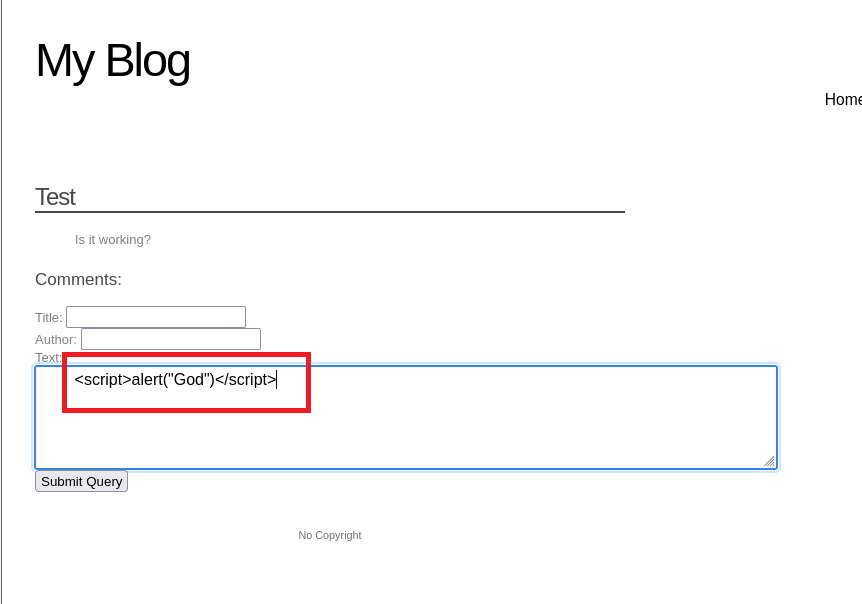 My Blog
Home
Test
Is it working?
Comments:
Title:
Author:
Text:
<script>alert("God")</script>
Submit Query
No Copyright